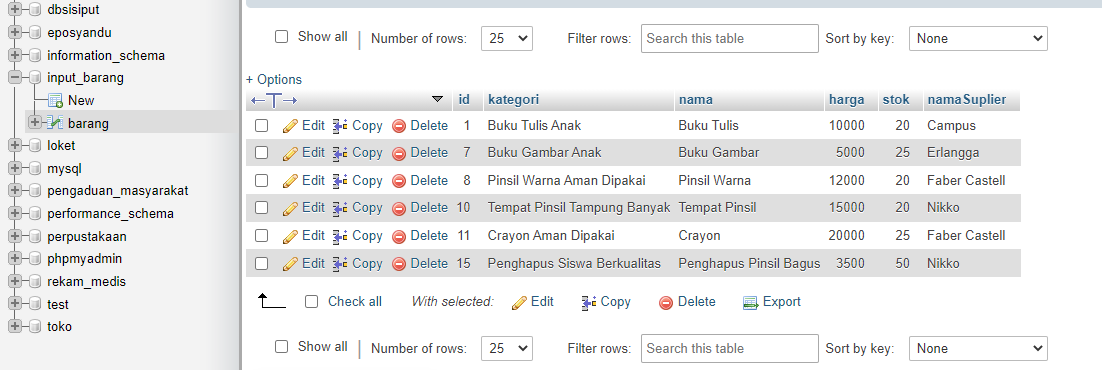 dbsisiput
eposyandu
information_schema
input_barang
New
barang
loket
mysql
pengaduan_masyarakat
performance_schema
perpustakaan
phpmyadmin
rekam_medis
test
toko
Show all | Number of rows: 25 Filter rows: Search this table Sort by key: None
+ Options
←T→ id kategori nama harga stok namaSuplier
Edit Copy Delete 1 Buku Tulis Anak Buku Tulis 10000 20 Campus
Edit Copy Delete 7 Buku Gambar Anak Buku Gambar 5000 25 Erlangga
Edit Copy Delete 8 Pinsil Warna Aman Dipakai Pinsil Warna 12000 20 Faber Castell
Edit Copy Delete 10 Tempat Pinsil Tampung Banyak Tempat Pinsil 15000 20 Nikko
Edit Copy Delete 11 Crayon Aman Dipakai Crayon 20000 25 Faber Castell
Edit Copy Delete 15 Penghapus Siswa Berkualitas Penghapus Pinsil Bagus 3500 50 Nikko
Check all With selected: Edit Copy Delete Export
Show all | Number of rows: 25 Filter rows: Search this table Sort by key: None